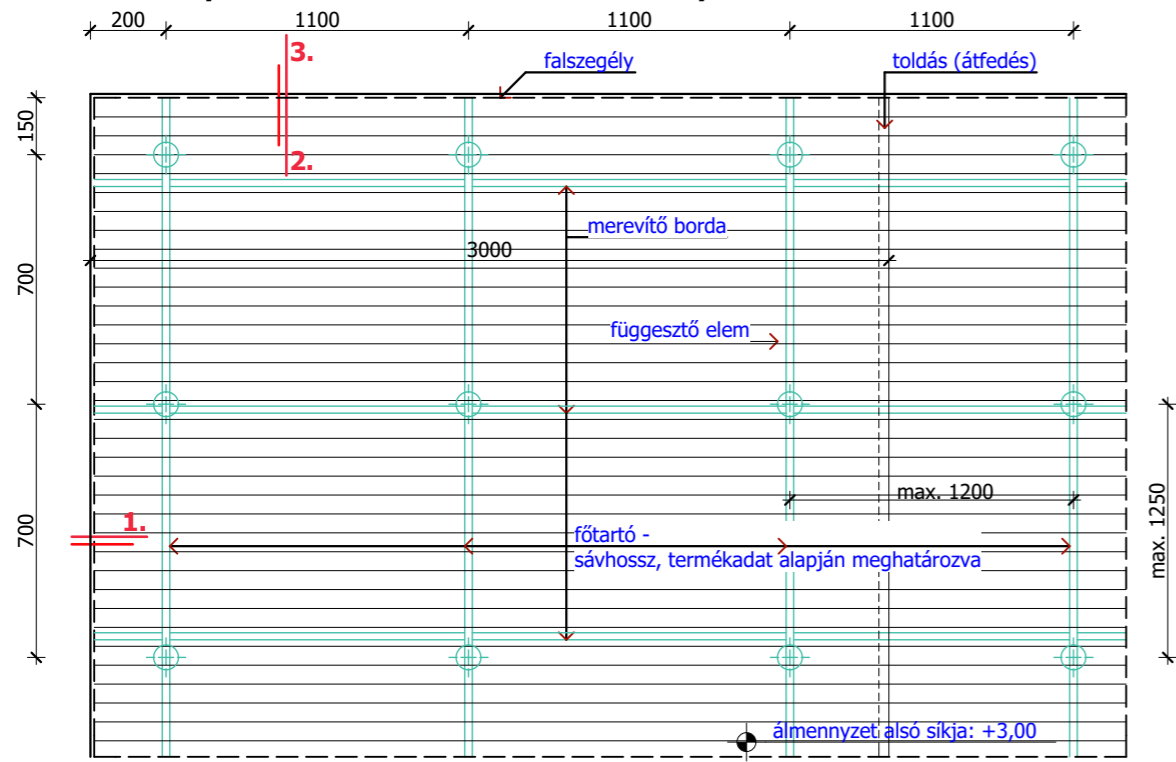 200 1100 1100 1100
3.
falszegély
toldás (átfedés)
150
2.
merevítő borda
3000
700
függesztő elem
max. 1200
1.
főtartó -
sávhossz, termékadat alapján meghatározva
700
max. 1250
álmennyzet alsó síkja: +3,00